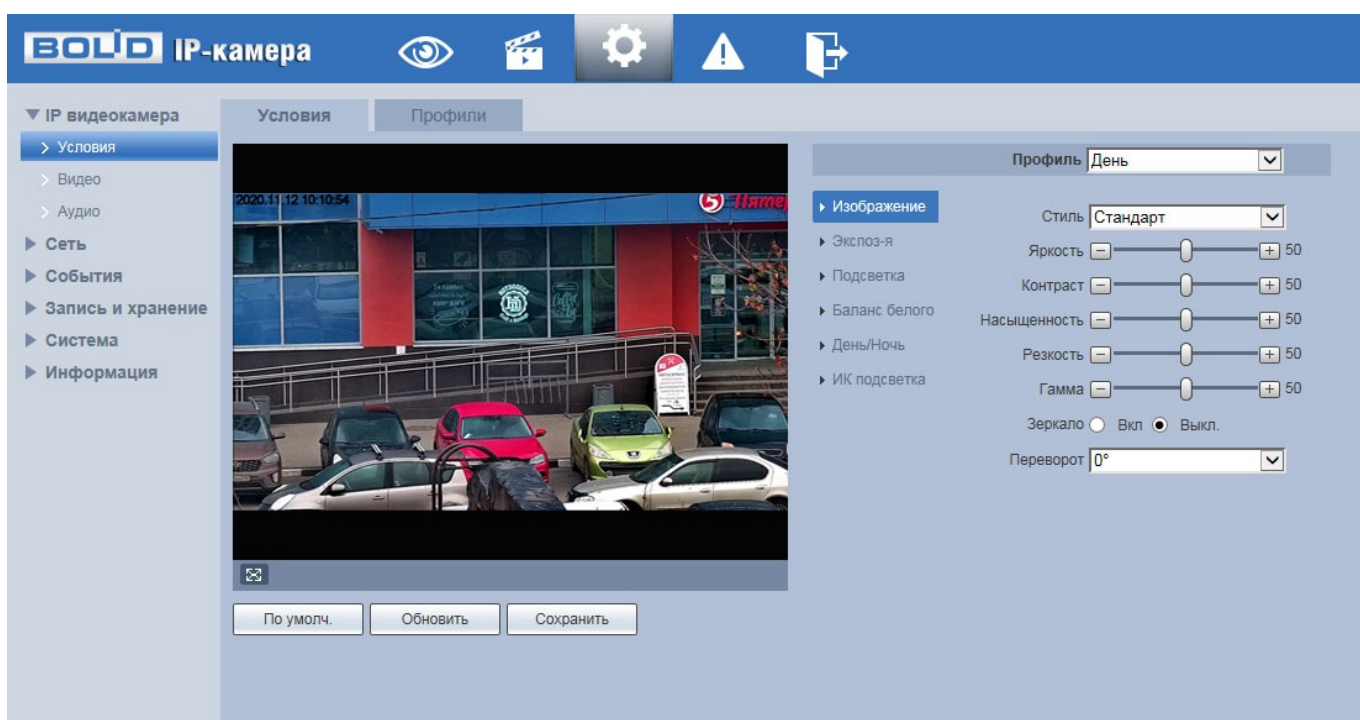 BOLID IP-камера
IP видеокамера
Условия
Видео
Аудио
Сеть
События
Запись и хранение
Система
Информация
Условия
Профили
2020.11.12 10:10:54
5
По умолч.
Обновить
Сохранить
Профиль День
Изображение
Экспоз-я
Подсветка
Баланс белого
День/Ночь
ИК подсветка
Стиль Стандарт
Яркость 50
Контраст 50
Насыщенность 50
Резкость 50
Гамма 50
Зеркало Вкл Выкл.
Переворот 0°